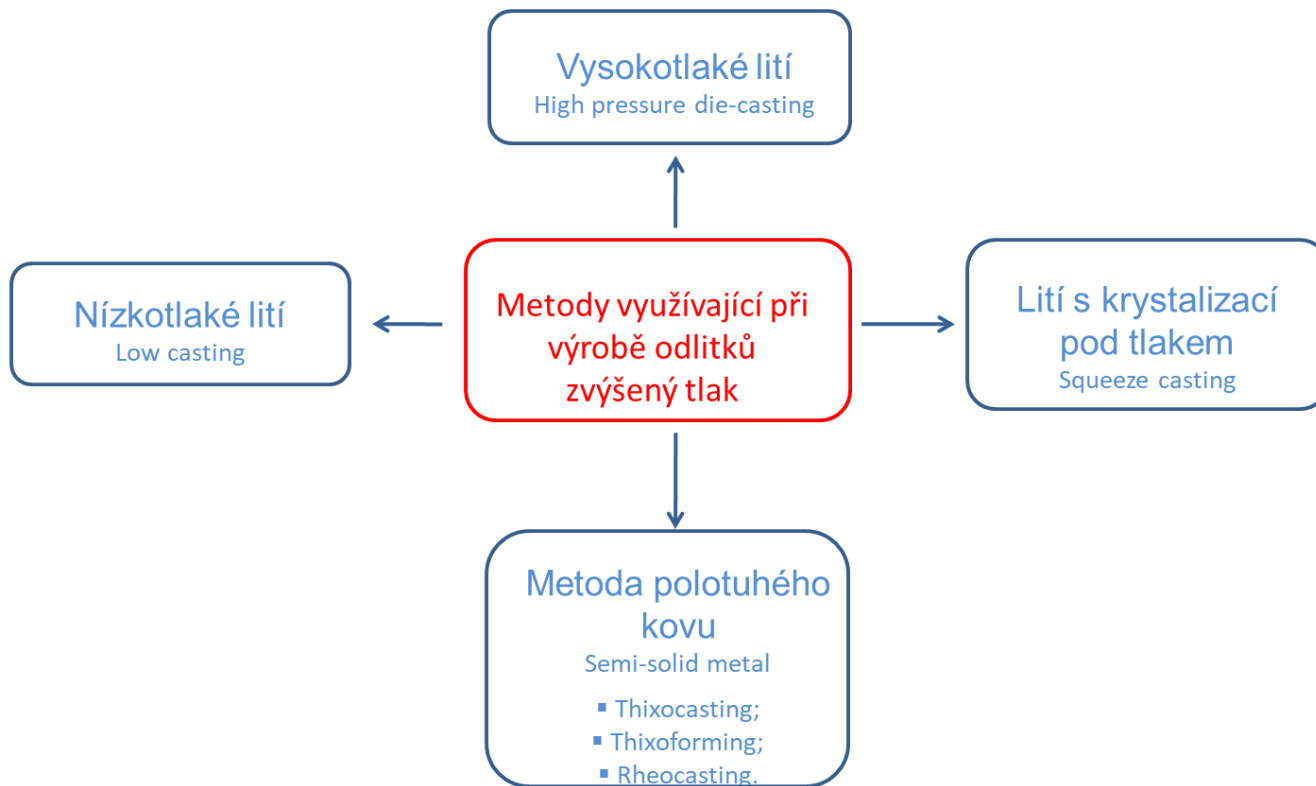 Vysokotlaké lití
High pressure die-casting
Nízkotlaké lití
Low casting
Metody využívající při
výrobě odlitků
zvýšený tlak
Lití s krystalizací
pod tlakem
Squeeze casting
Metoda polotuhého
kovu
Semi-solid metal
▪ Thixocasting;
▪ Thixoforming;
▪ Rheocasting.